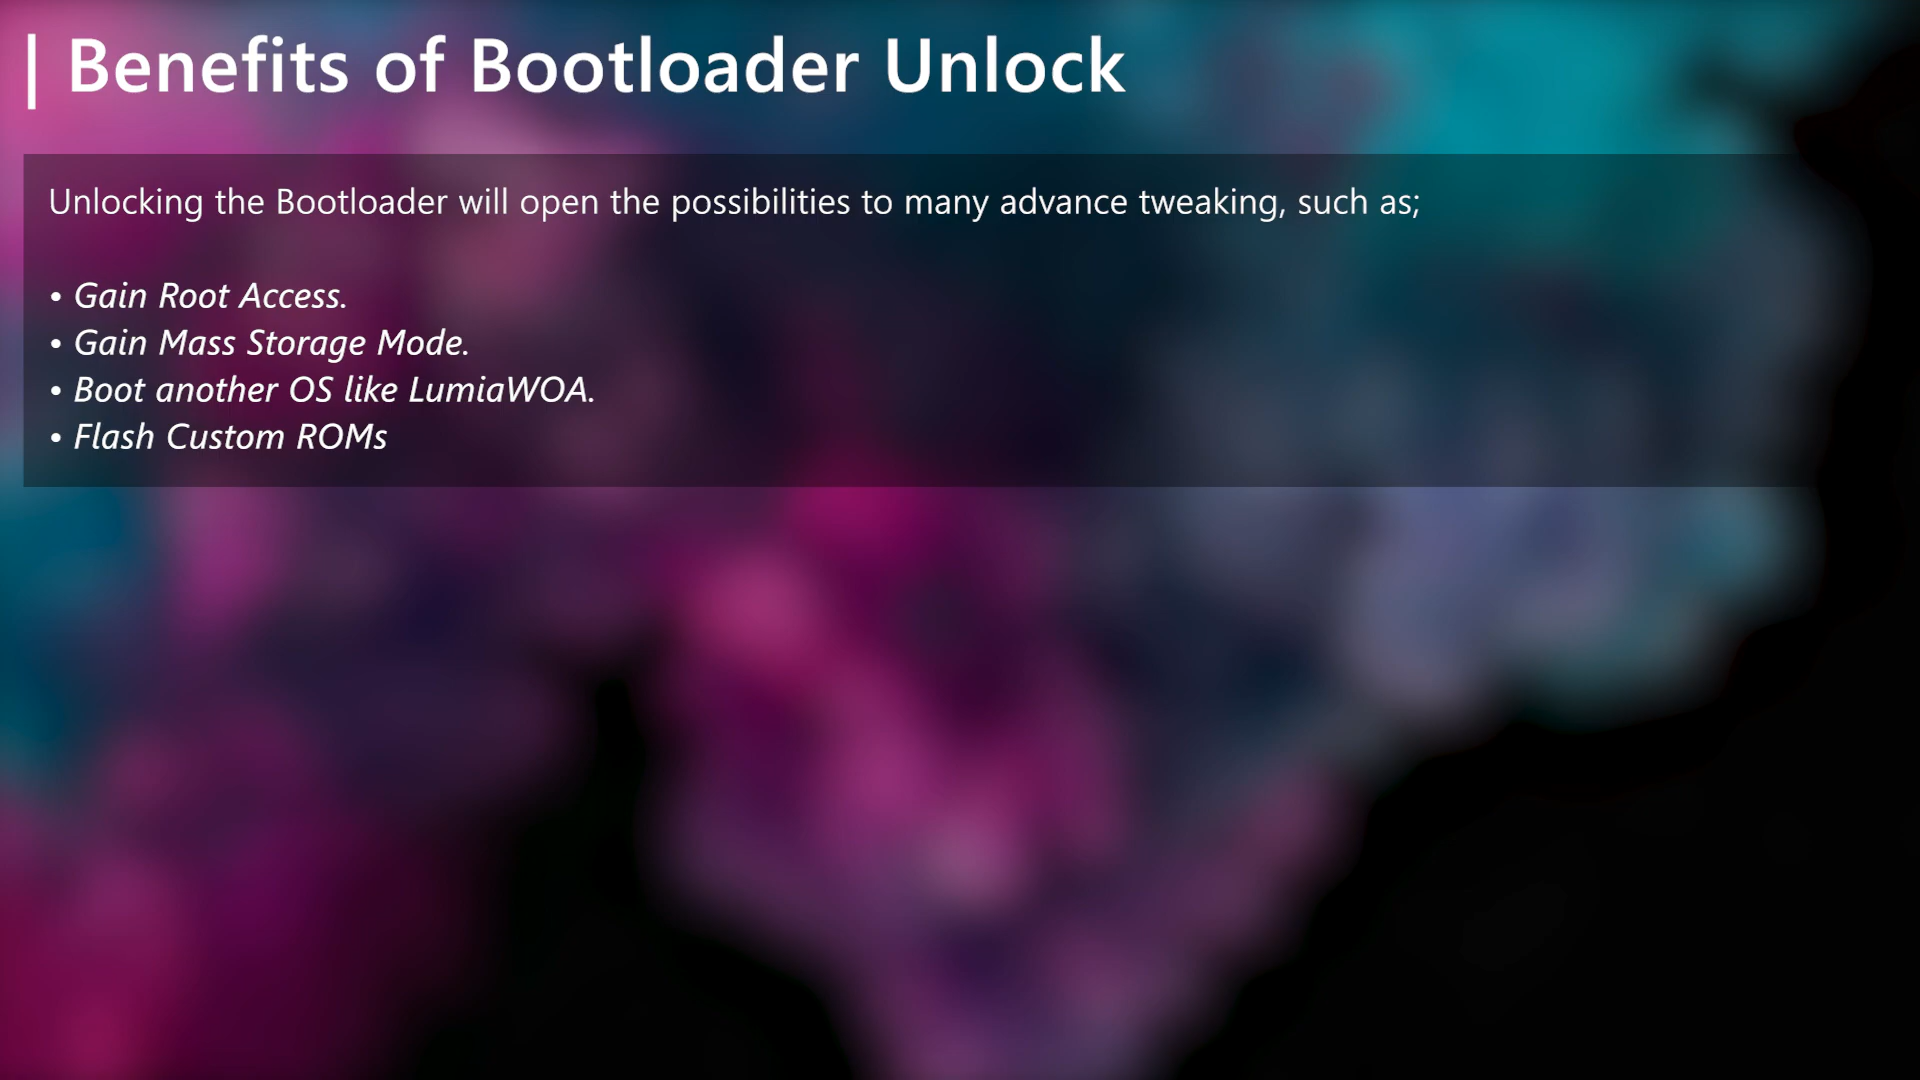 | Benefits of Bootloader Unlock
Unlocking the Bootloader will open the possibilities to many advance tweaking, such as;
• Gain Root Access.
• Gain Mass Storage Mode.
• Boot another OS like LumiaWOA.
• Flash Custom ROMs